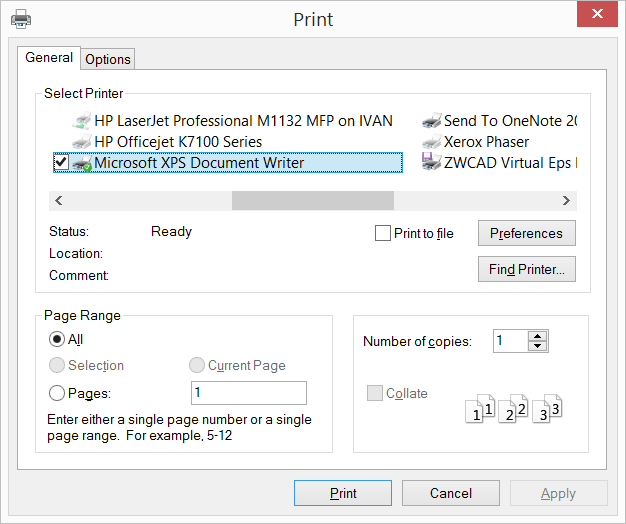 Print
General
Options
Select Printer
HP LaserJet Professional M1132 MFP on IVAN
HP Officejet K7100 Series
Microsoft XPS Document Writer
Send To OneNote 20
Xerox Phaser
ZWCAD Virtual Eps
Status: Ready
Location:
Comment:
Print to file
Preferences
Find Printer...
Page Range
All
Selection
Current Page
Pages: 1
Enter either a single page number or a single
page range. For example, 5-12
Number of copies: 1
Collate
1 1 2 2 3 3
Print
Cancel
Apply